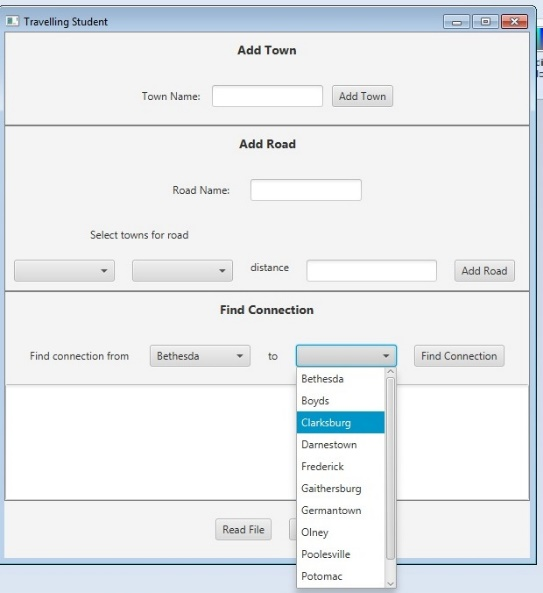 Travelling Student
Add Town
Town Name: Add Town
Add Road
Road Name:
Select towns for road
distance Add Road
Find Connection
Find connection from Bethesda to Find Connection
Bethesda
Boyds
Clarksburg
Darnestown
Frederick
Gaithersburg
Germantown
Olney
Poolesville
Potomac
Read File